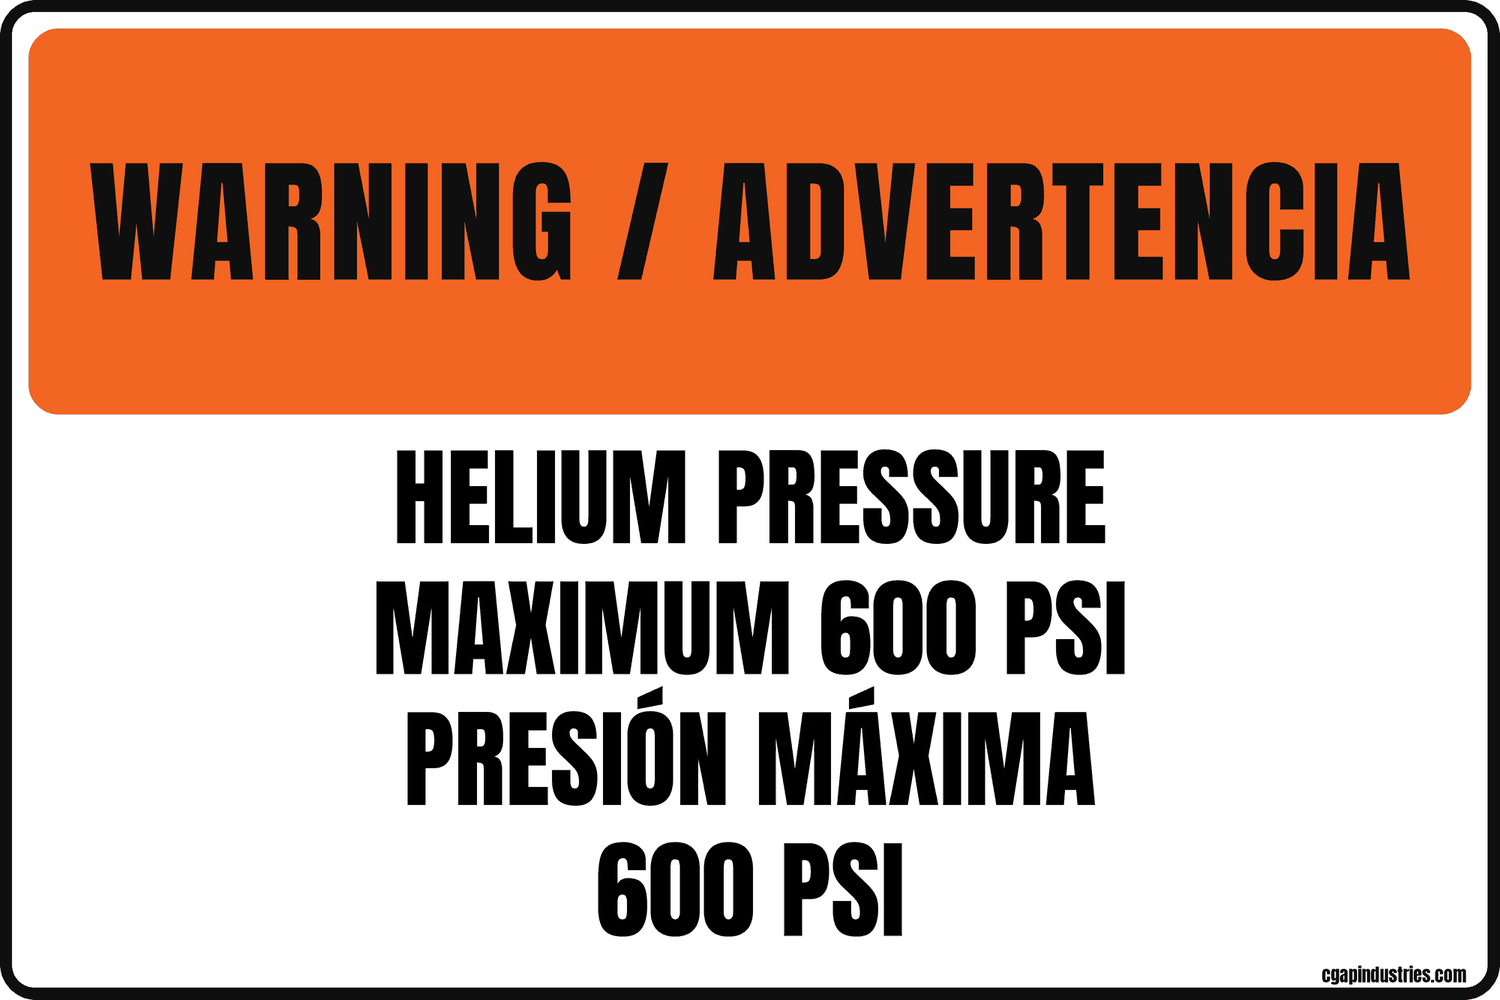 WARNING / ADVERTENCIA
HELIUM PRESSURE
MAXIMUM 600 PSI
PRESIÓN MÁXIMA
600 PSI
cgapindustries.com